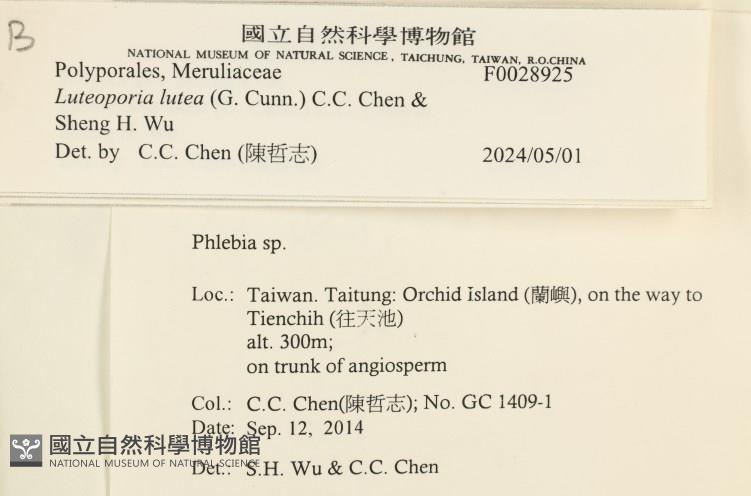 B
國立自然科學博物館
NATIONAL MUSEUM OF NATURAL SCIENCE, TAICHUNG, TAIWAN, R.O.CHINA
Polyporales, Meruliaceae F0028925
Luteoporia lutea (G. Cunn.) C.C. Chen &
Sheng H. Wu
Det. by C.C. Chen (陳哲志) 2024/05/01
Phlebia sp.
Loc.: Taiwan. Taitung: Orchid Island (蘭嶼), on the way to
Tienchih (往天池)
alt. 300m;
on trunk of angiosperm
Col.: C.C. Chen(陳哲志); No. GC 1409-1
Date: Sep. 12, 2014
國立自然科學博物館
NATIONAL MUSEUM OF NATURAL SCIENCE
Det.: S.H. Wu & C.C. Chen